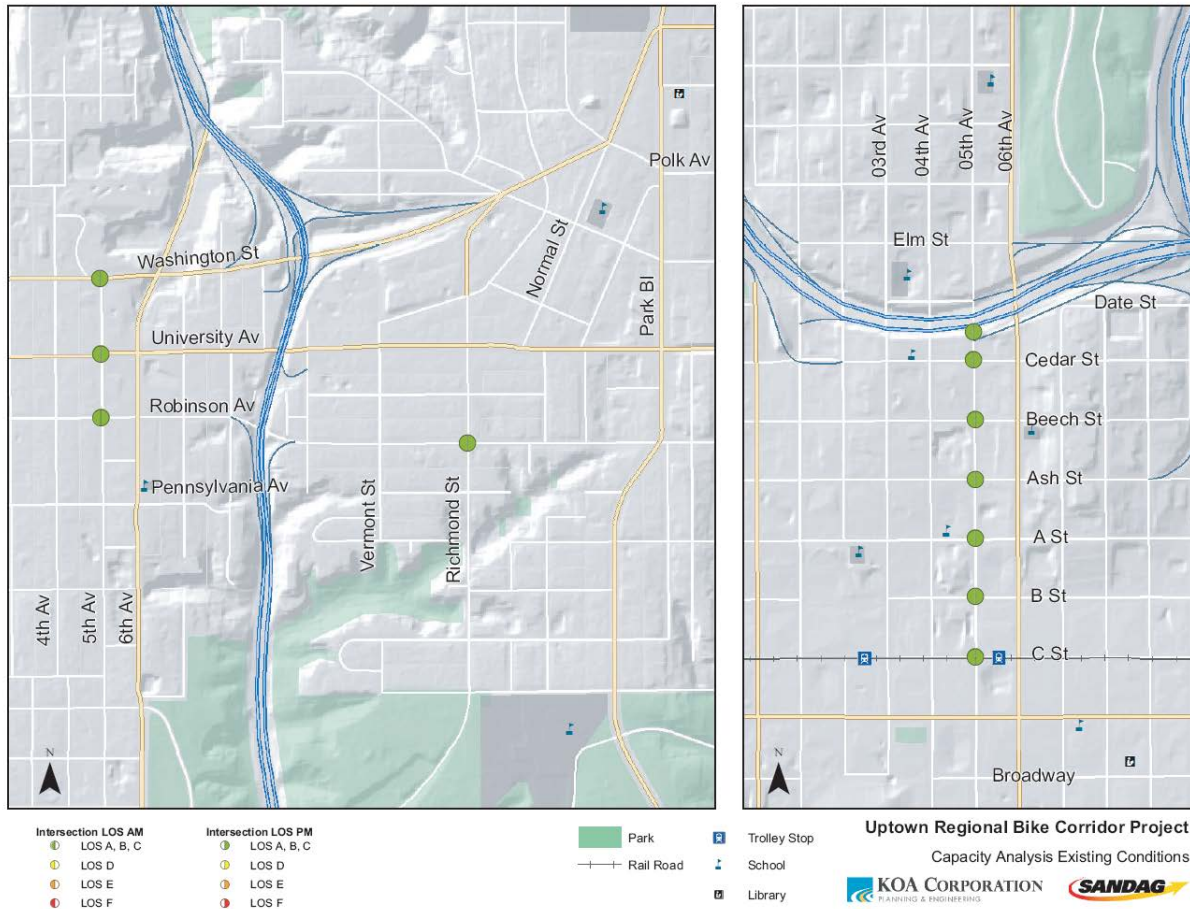 Polk Av
Washington St
Normal St
Park Bl
University Av
Robinson Av
Pennsylvania Av
Vermont St
Richmond St
4th Av
5th Av
6th Av
N
03rd Av
04th Av
05th Av
06th Av
Elm St
Date St
Cedar St
Beech St
Ash St
A St
B St
C St
Broadway
N
Intersection LOS AM
LOS A, B, C
LOS D
LOS E
LOS F
Intersection LOS PM
LOS A, B, C
LOS D
LOS E
LOS F
Park
Rail Road
Trolley Stop
School
Library
Uptown Regional Bike Corridor Project
Capacity Analysis Existing Conditions
KOA CORPORATION
PLANNING & ENGINEERING
SANDAG